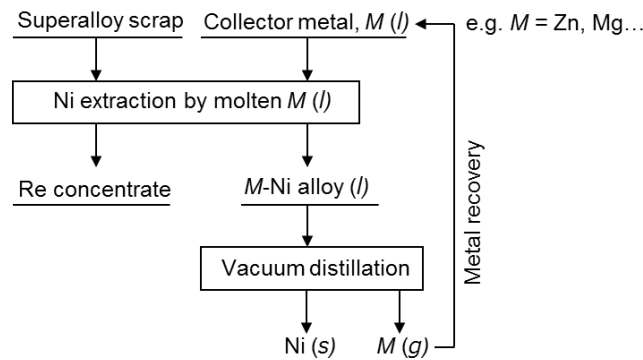 Superalloy scrap
Collector metal, M (l)
e.g. M = Zn, Mg…
Ni extraction by molten M (l)
Re concentrate
M-Ni alloy (l)
Metal recovery
Vacuum distillation
Ni (s)
M (g)